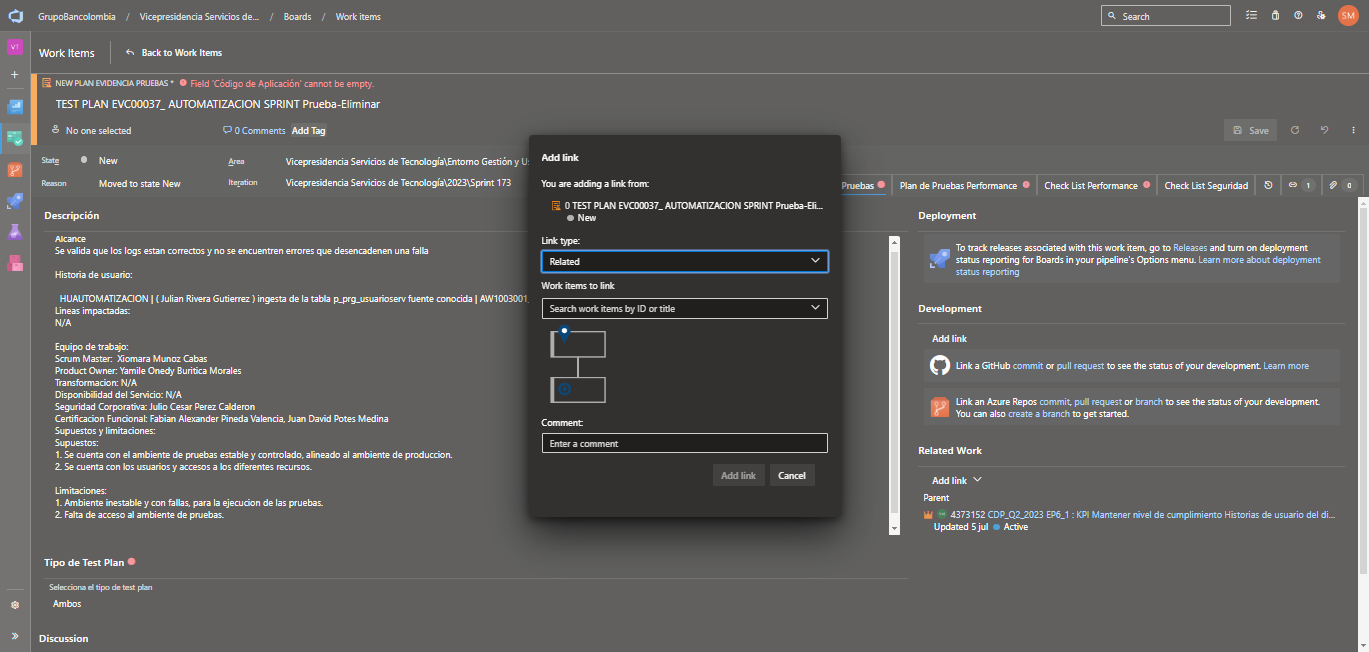 GrupoBancolombia / Vicepresidencia Servicios de... / Boards / Work items
Search
SM
VT
Work Items
Back to Work Items
NEW PLAN EVIDENCIA PRUEBAS * Field 'Código de Aplicación' cannot be empty.
TEST PLAN EVC00037_ AUTOMATIZACION SPRINT Prueba-Eliminar
No one selected
0 Comments
Add Tag
Save
State
New
Area
Vicepresidencia Servicios de Tecnología\Entorno Gestión y Us
Reason
Moved to state New
Iteration
Vicepresidencia Servicios de Tecnología\2023\Sprint 173
Pruebas
Plan de Pruebas Performance
Check List Performance
Check List Seguridad
1
0
Descripción
Alcance
Se valida que los logs estan correctos y no se encuentren errores que desencadenen una falla
Historia de usuario:
HUAUTOMATIZACION | ( Julian Rivera Gutierrez ) ingesta de la tabla p_prg_usuarioserv fuente conocida | AW1003001_
Lineas impactadas:
N/A
Equipo de trabajo:
Scrum Master: Xiomara Munoz Cabas
Product Owner: Yamile Onedy Buritica Morales
Transformacion: N/A
Disponibilidad del Servicio: N/A
Seguridad Corporativa: Julio Cesar Perez Calderon
Certificacion Funcional: Fabian Alexander Pineda Valencia, Juan David Potes Medina
Supuestos y limitaciones:
Supuestos:
1. Se cuenta con el ambiente de pruebas estable y controlado, alineado al ambiente de produccion.
2. Se cuenta con los usuarios y accesos a los diferentes recursos.
Limitaciones:
1. Ambiente inestable y con fallas, para la ejecucion de las pruebas.
2. Falta de acceso al ambiente de pruebas.
Tipo de Test Plan
Selecciona el tipo de test plan
Ambos
Discussion
Add link
You are adding a link from:
0 TEST PLAN EVC00037_ AUTOMATIZACION SPRINT Prueba-Eli...
New
Link type:
Related
Work items to link
Search work items by ID or title
Comment:
Enter a comment
Add link
Cancel
Deployment
To track releases associated with this work item, go to Releases and turn on deployment
status reporting for Boards in your pipeline's Options menu. Learn more about deployment
status reporting
Development
Add link
Link a GitHub commit or pull request to see the status of your development. Learn more
Link an Azure Repos commit, pull request or branch to see the status of your development.
You can also create a branch to get started.
Related Work
Add link
Parent
4373152 CDP_Q2_2023 EP6_1 : KPI Mantener nivel de cumplimiento Historias de usuario del di...
Updated 5 jul
Active